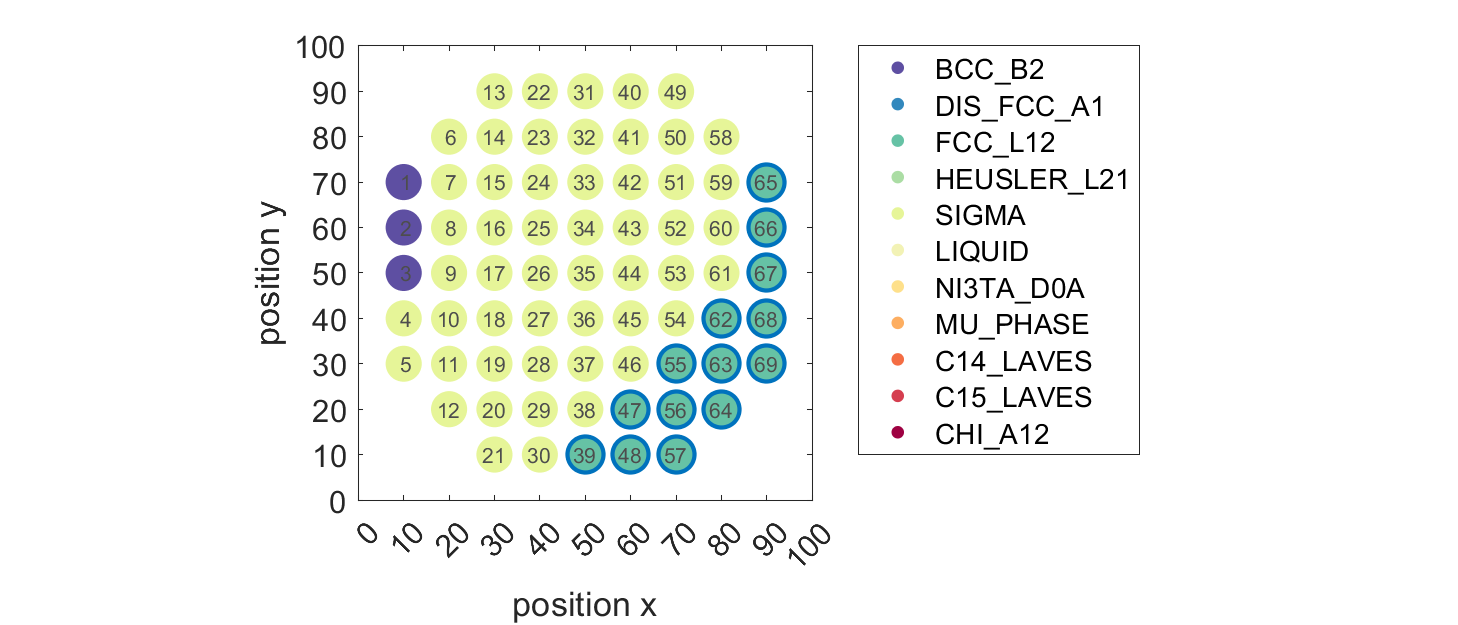 100
90
80
70
60
50
40
30
20
10
0
position y
13 22 31 40 49
6 14 23 32 41 50 58
1 7 15 24 33 42 51 59 65
2 8 16 25 34 43 52 60 66
3 9 17 26 35 44 53 61 67
4 10 18 27 36 45 54 62 68
5 11 19 28 37 46 55 63 69
12 20 29 38 47 56 64
21 30 39 48 57
0 10 20 30 40 50 60 70 80 90 100
position x
BCC_B2
DIS_FCC_A1
FCC_L12
HEUSLER_L21
SIGMA
LIQUID
NI3TA_D0A
MU_PHASE
C14_LAVES
C15_LAVES
CHI_A12